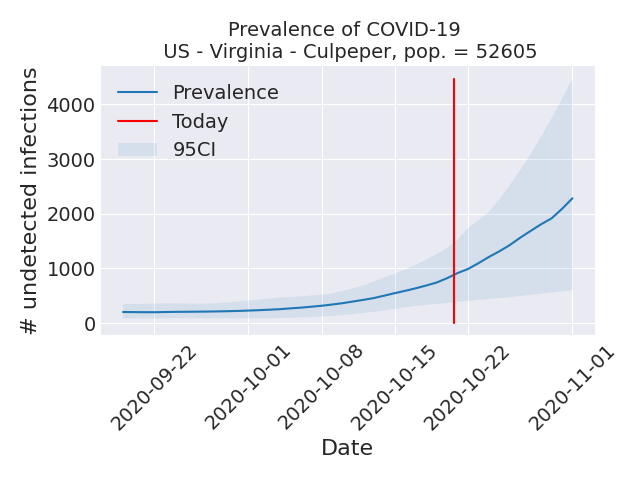 Prevalence of COVID-19
US - Virginia - Culpeper, pop. = 52605
# undetected infections
4000
3000
2000
1000
0
Prevalence
Today
95CI
2020-09-22
2020-10-01
2020-10-08
2020-10-15
2020-10-22
2020-11-01
Date